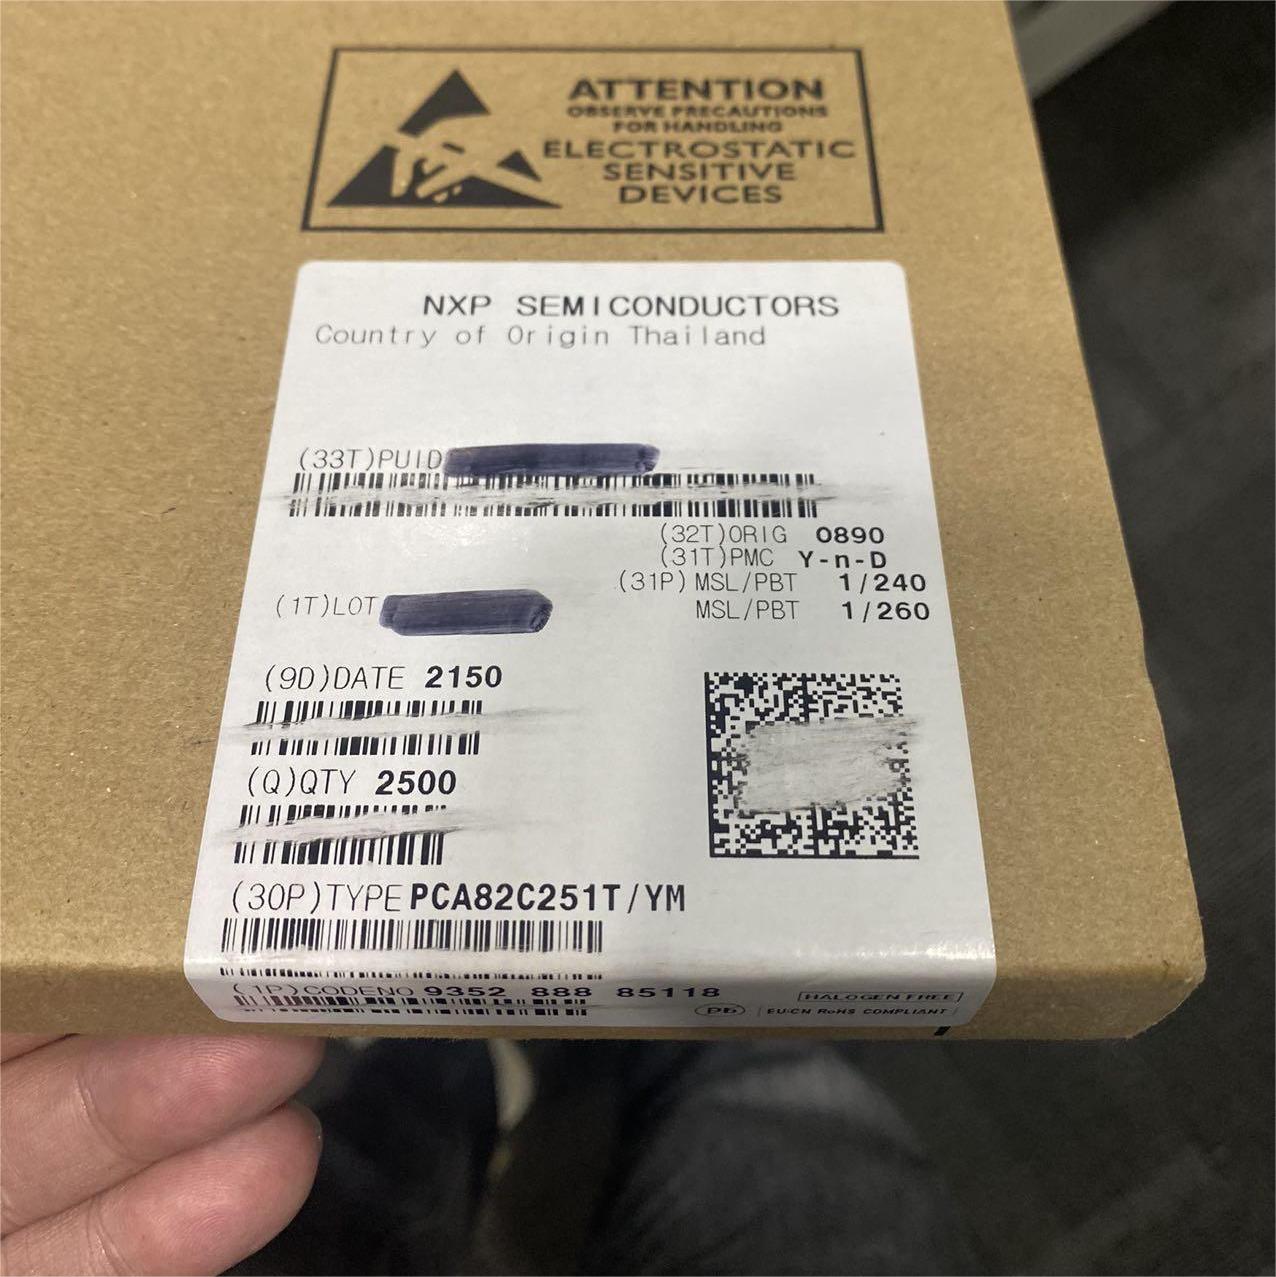 ATTENTION
OBSERVE PRECAUTIONS
FOR HANDLING
ELECTROSTATIC
SENSITIVE
DEVICES
NXP SEMICONDUCTORS
Country of Origin Thailand
(33T)PUID
(32T)ORIG 0890
(31T)PMC Y-n-D
(31P) MSL/PBT 1/240
MSL/PBT 1/260
(1T)LOT
(9D)DATE 2150
(Q)QTY 2500
(30P)TYPE PCA82C251T/YM
(1P)CODENO 9352 888 85118
HALOGEN FREE
Pb EU/CN RoHS COMPLIANT